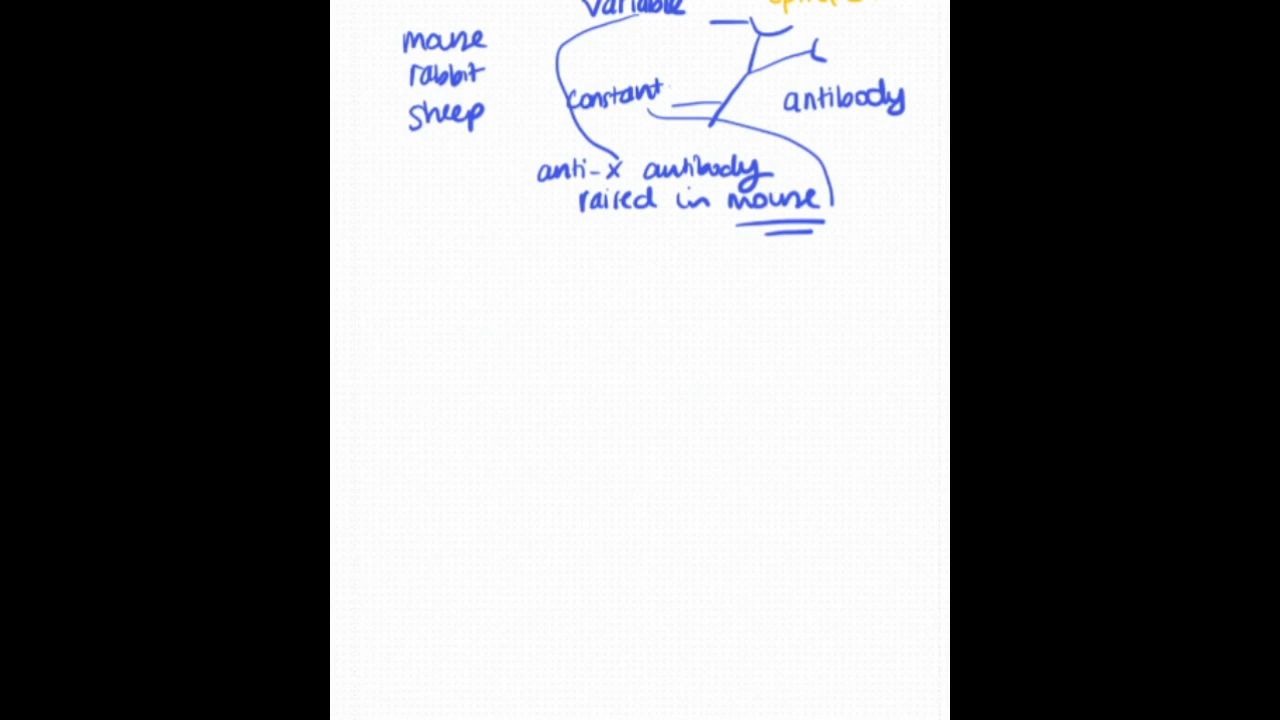 variable
mouse
rabbit
sheep
constant
antibody
anti-x antibody
raised in mouse